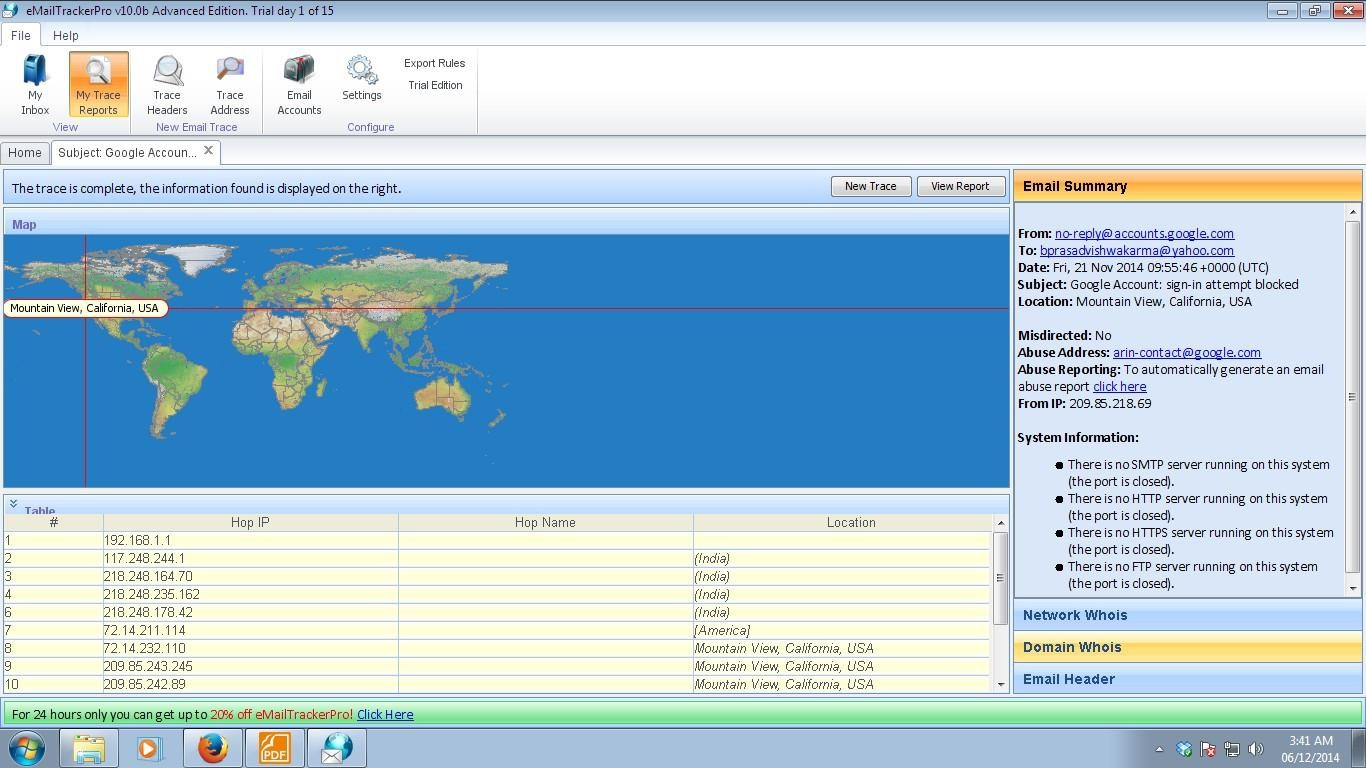 eMailTrackerPro v10.0b Advanced Edition. Trial day 1 of 15
File Help
My Inbox
My Trace Reports
Trace Headers
Trace Address
Email Accounts
Settings
Export Rules
Trial Edition
View
New Email Trace
Configure
Home
Subject: Google Accoun...
The trace is complete, the information found is displayed on the right.
New Trace
View Report
Map
Mountain View, California, USA
Table
# Hop IP Hop Name Location
1 192.168.1.1
2 117.248.244.1 (India)
3 218.248.164.70 (India)
4 218.248.235.162 (India)
6 218.248.178.42 (India)
7 72.14.211.114 [America]
8 72.14.232.110 Mountain View, California, USA
9 209.85.243.245 Mountain View, California, USA
10 209.85.242.89 Mountain View, California, USA
Email Summary
From: no-reply@accounts.google.com
To: bprasadvishwakarma@yahoo.com
Date: Fri, 21 Nov 2014 09:55:46 +0000 (UTC)
Subject: Google Account: sign-in attempt blocked
Location: Mountain View, California, USA
Misdirected: No
Abuse Address: arin-contact@google.com
Abuse Reporting: To automatically generate an email
abuse report click here
From IP: 209.85.218.69
System Information:
There is no SMTP server running on this system
(the port is closed).
There is no HTTP server running on this system
(the port is closed).
There is no HTTPS server running on this system
(the port is closed).
There is no FTP server running on this system
(the port is closed).
Network Whois
Domain Whois
Email Header
For 24 hours only you can get up to 20% off eMailTrackerPro! Click Here
PDF
3:41 AM
06/12/2014